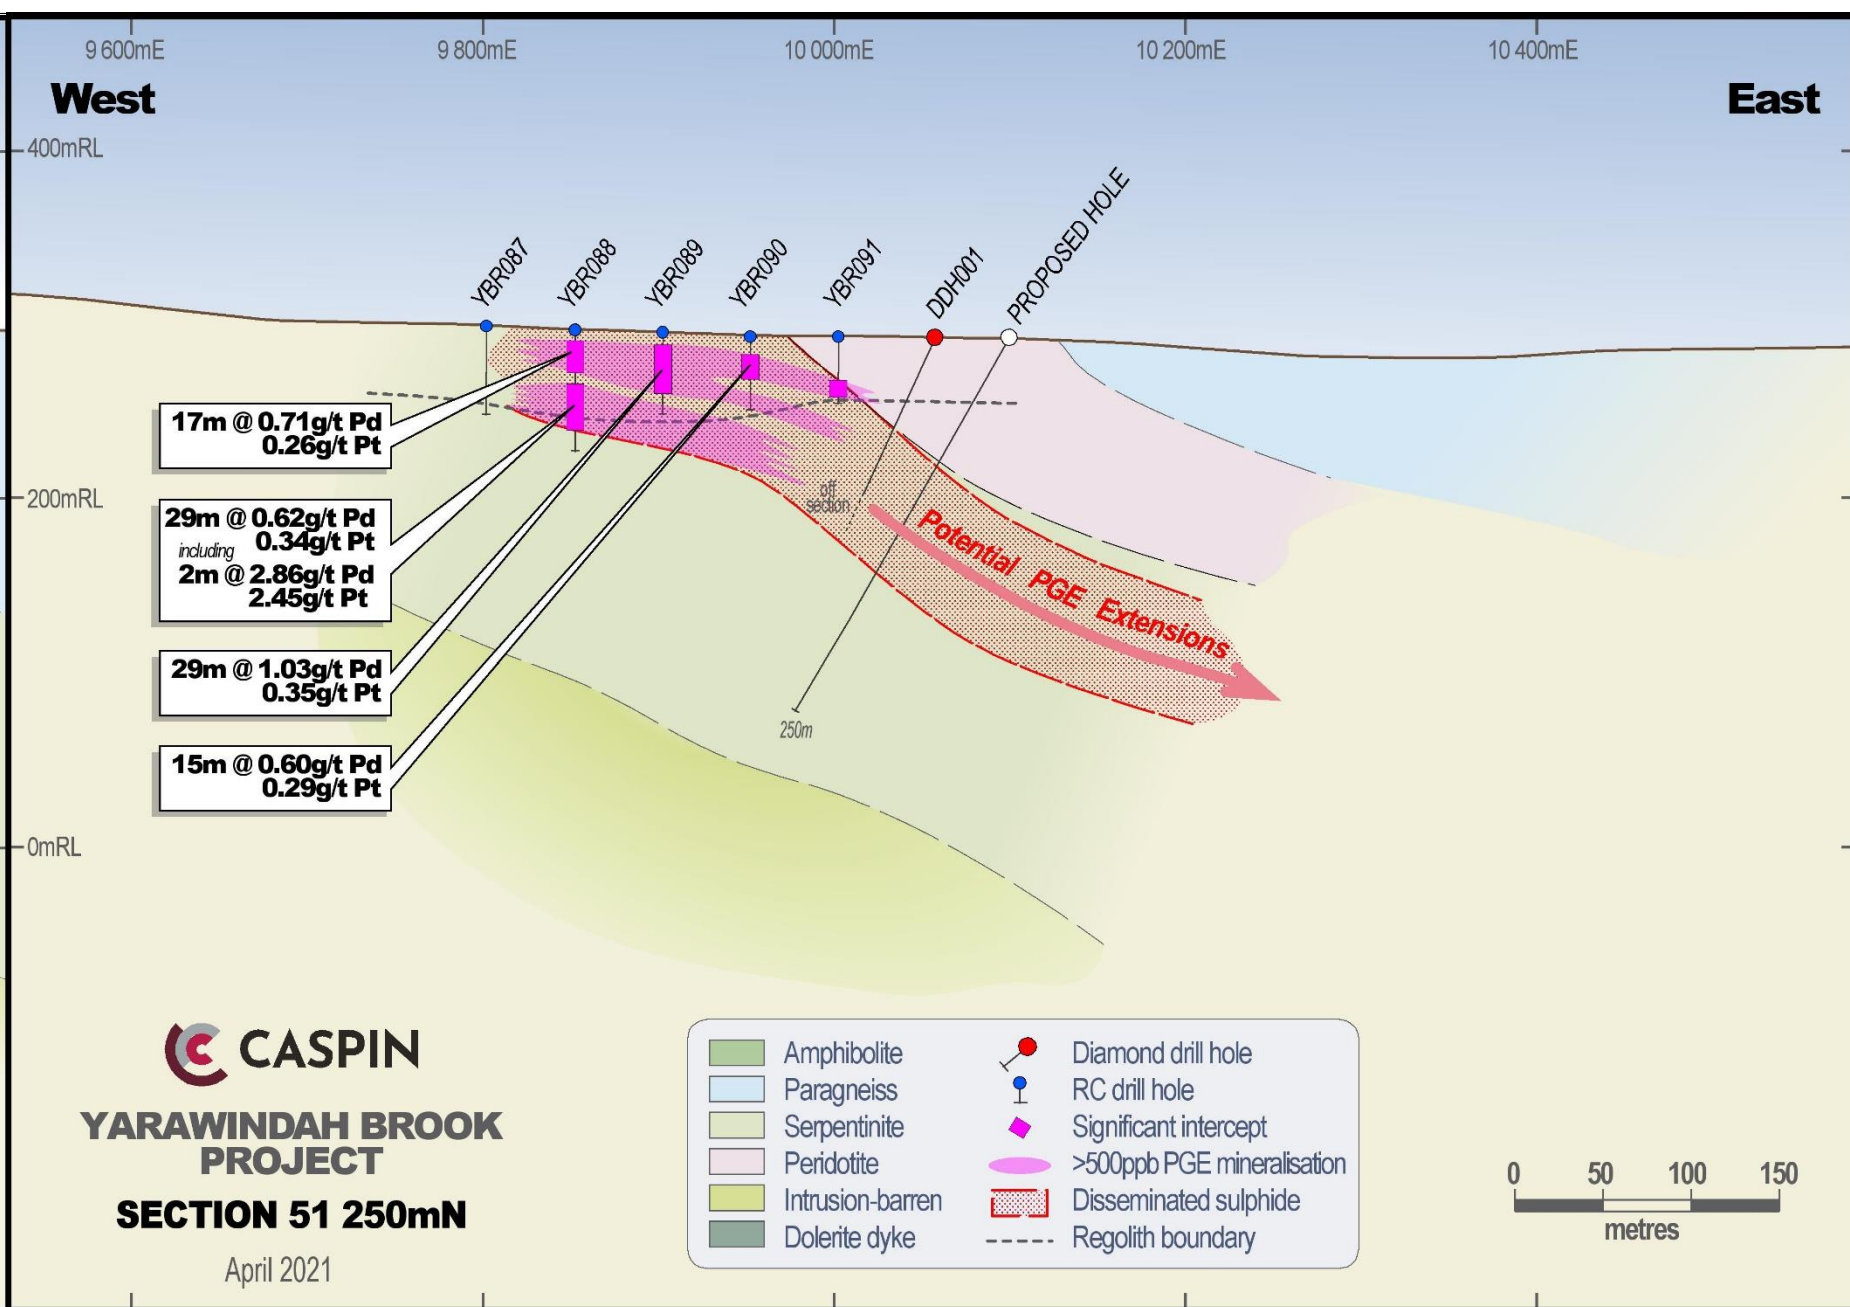 9 600mE
9 800mE
10 000mE
10 200mE
10 400mE
West
East
400mRL
YBR087
YBR088
YBR089
YBR090
YBR091
DDH001
PROPOSED HOLE
17m @ 0.71g/t Pd
0.26g/t Pt
200mRL
29m @ 0.62g/t Pd
including 0.34g/t Pt
2m @ 2.86g/t Pd
2.45g/t Pt
29m @ 1.03g/t Pd
0.35g/t Pt
15m @ 0.60g/t Pd
0.29g/t Pt
off
section
Potential PGE Extensions
250m
0mRL
CASPIN
YARAWINDAH BROOK
PROJECT
SECTION 51 250mN
April 2021
Amphibolite
Paragneiss
Serpentinite
Peridotite
Intrusion-barren
Dolerite dyke
Diamond drill hole
RC drill hole
Significant intercept
>500ppb PGE mineralisation
Disseminated sulphide
Regolith boundary
0 50 100 150
metres